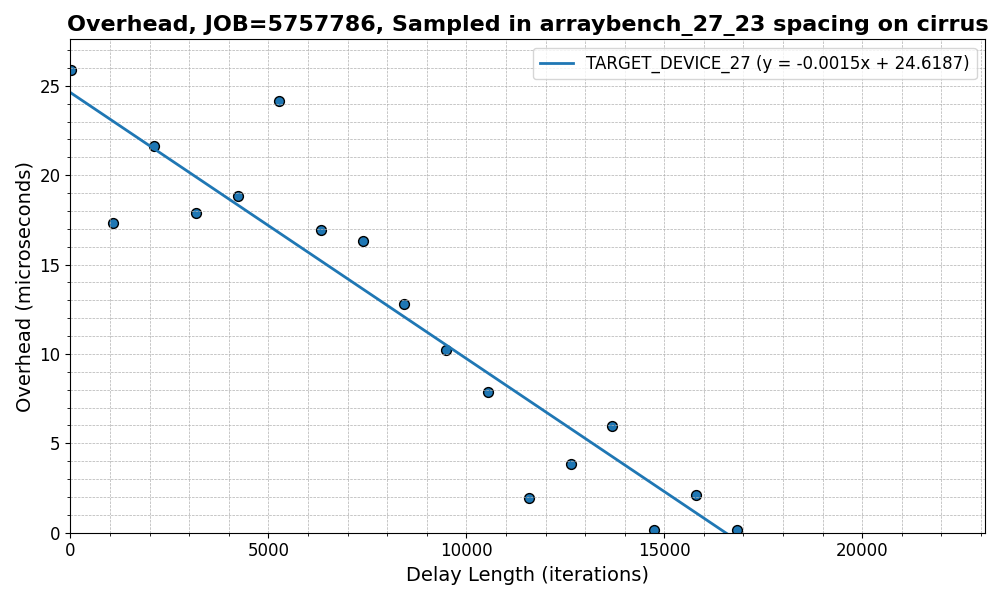 Overhead, JOB=5757786, Sampled in arraybench_27_23 spacing on cirrus
TARGET_DEVICE_27 (y = -0.0015x + 24.6187)
Overhead (microseconds)
25
20
15
10
5
0
0 5000 10000 15000 20000
Delay Length (iterations)